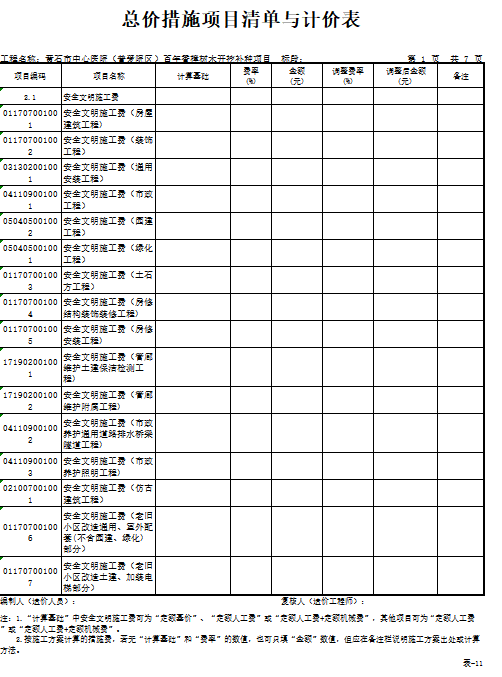 总价措施项目清单与计价表
工程名称：黄石市中心医院（普爱院区）百年香樟树木开挖补种项目 标段： 第 1 页 共 7 页
项目编码 项目名称 计算基础 费率(%) 金额(元) 调整费率(%) 调整后金额(元) 备注
2.1 安全文明施工费
011707001001 安全文明施工费（房屋建筑工程）
011707001002 安全文明施工费（装饰工程）
031302001001 安全文明施工费（通用安装工程）
041109001001 安全文明施工费（市政工程）
050405001002 安全文明施工费（园建工程）
050405001001 安全文明施工费（绿化工程）
011707001003 安全文明施工费（土石方工程）
011707001004 安全文明施工费（房修结构装饰装修工程）
011707001005 安全文明施工费（房修安装工程）
171902001001 安全文明施工费（管廊维护土建保洁检测工程）
171902001002 安全文明施工费（管廊维护附属工程）
041109001002 安全文明施工费（市政养护通用道路排水桥梁隧道工程）
041109001003 安全文明施工费（市政养护照明工程）
021007001001 安全文明施工费（仿古建筑工程）
011707001006 安全文明施工费（老旧小区改造通用、室外配套(不含园建、绿化)部分）
011707001007 安全文明施工费（老旧小区改造土建、加装电梯部分）
编制人（造价人员）： 复核人（造价工程师）：
注：1.“计算基础”中安全文明施工费可为“定额基价”、“定额人工费”或“定额人工费+定额机械费”，其他项目可为“定额人工费
”或“定额人工费+定额机械费”。
2.按施工方案计算的措施费，若无“计算基础”和“费率”的数值，也可只填“金额”数值，但应在备注栏说明施工方案出处或计算
方法。
表-11